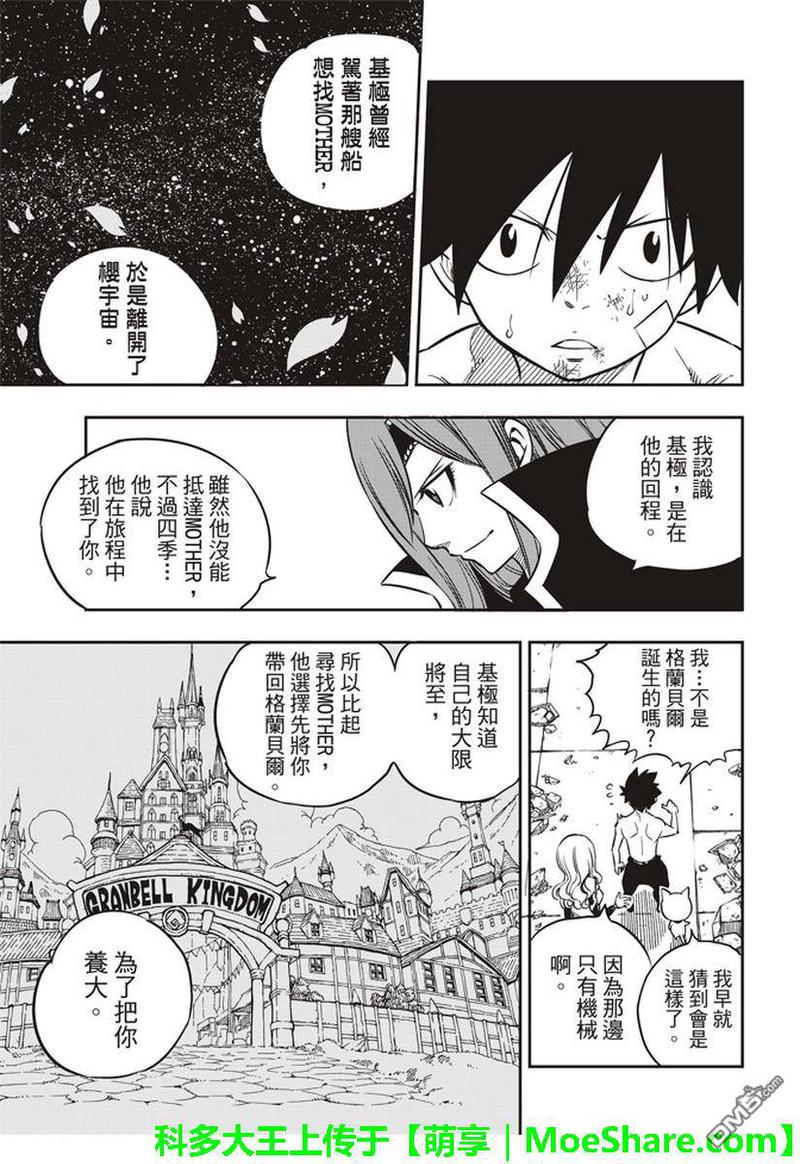 基極曾經
駕著那艘船
想找MOTHER，
於是離開了
櫻宇宙。
我認識
基極，是在
他的回程。
雖然他沒能
抵達MOTHER，
不過四季…
他說
他在旅程中
找到了你。
我…不是
格蘭貝爾
誕生的嗎?
我早就
猜到會是
這樣了。
因為那邊
只有機械
啊。
基極知道
自己的大限
將至，
所以比起
尋找MOTHER，
他選擇先將你
帶回格蘭貝爾。
GRANBELL KINGDOM
為了把你
養大。
DM5.COM
科多大王上传于【萌享｜MoeShare.com】